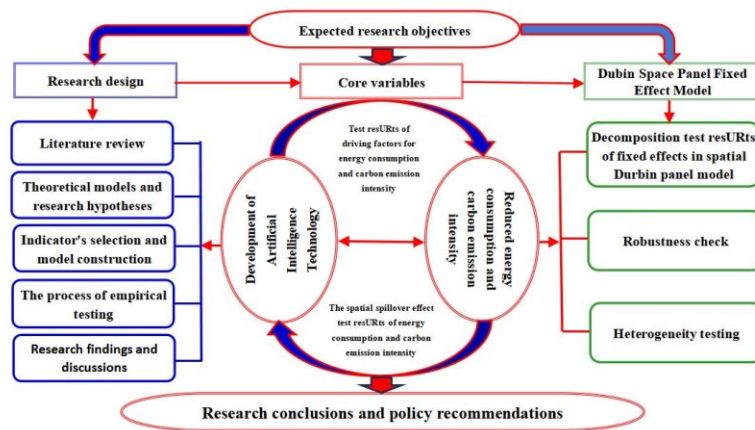 Expected research objectives
Research design
Core variables
Dubin Space Panel Fixed
Effect Model
Literature review
Theoretical models and
research hypotheses
Indicator's selection and
model construction
The process of empirical
testing
Research findings and
discussions
Development of
Artificial
Intelligence
Technology
Test resURts of
driving factors for
energy consumption
and carbon emission
intensity
Reduced energy
consumption and
carbon emission
intensity
The spatial spillover effect
test resURts of energy
consumption and carbon
emission intensity
Decomposition test resURts
of fixed effects in spatial
Durbin panel model
Robustness check
Heterogeneity testing
Research conclusions and policy recommendations